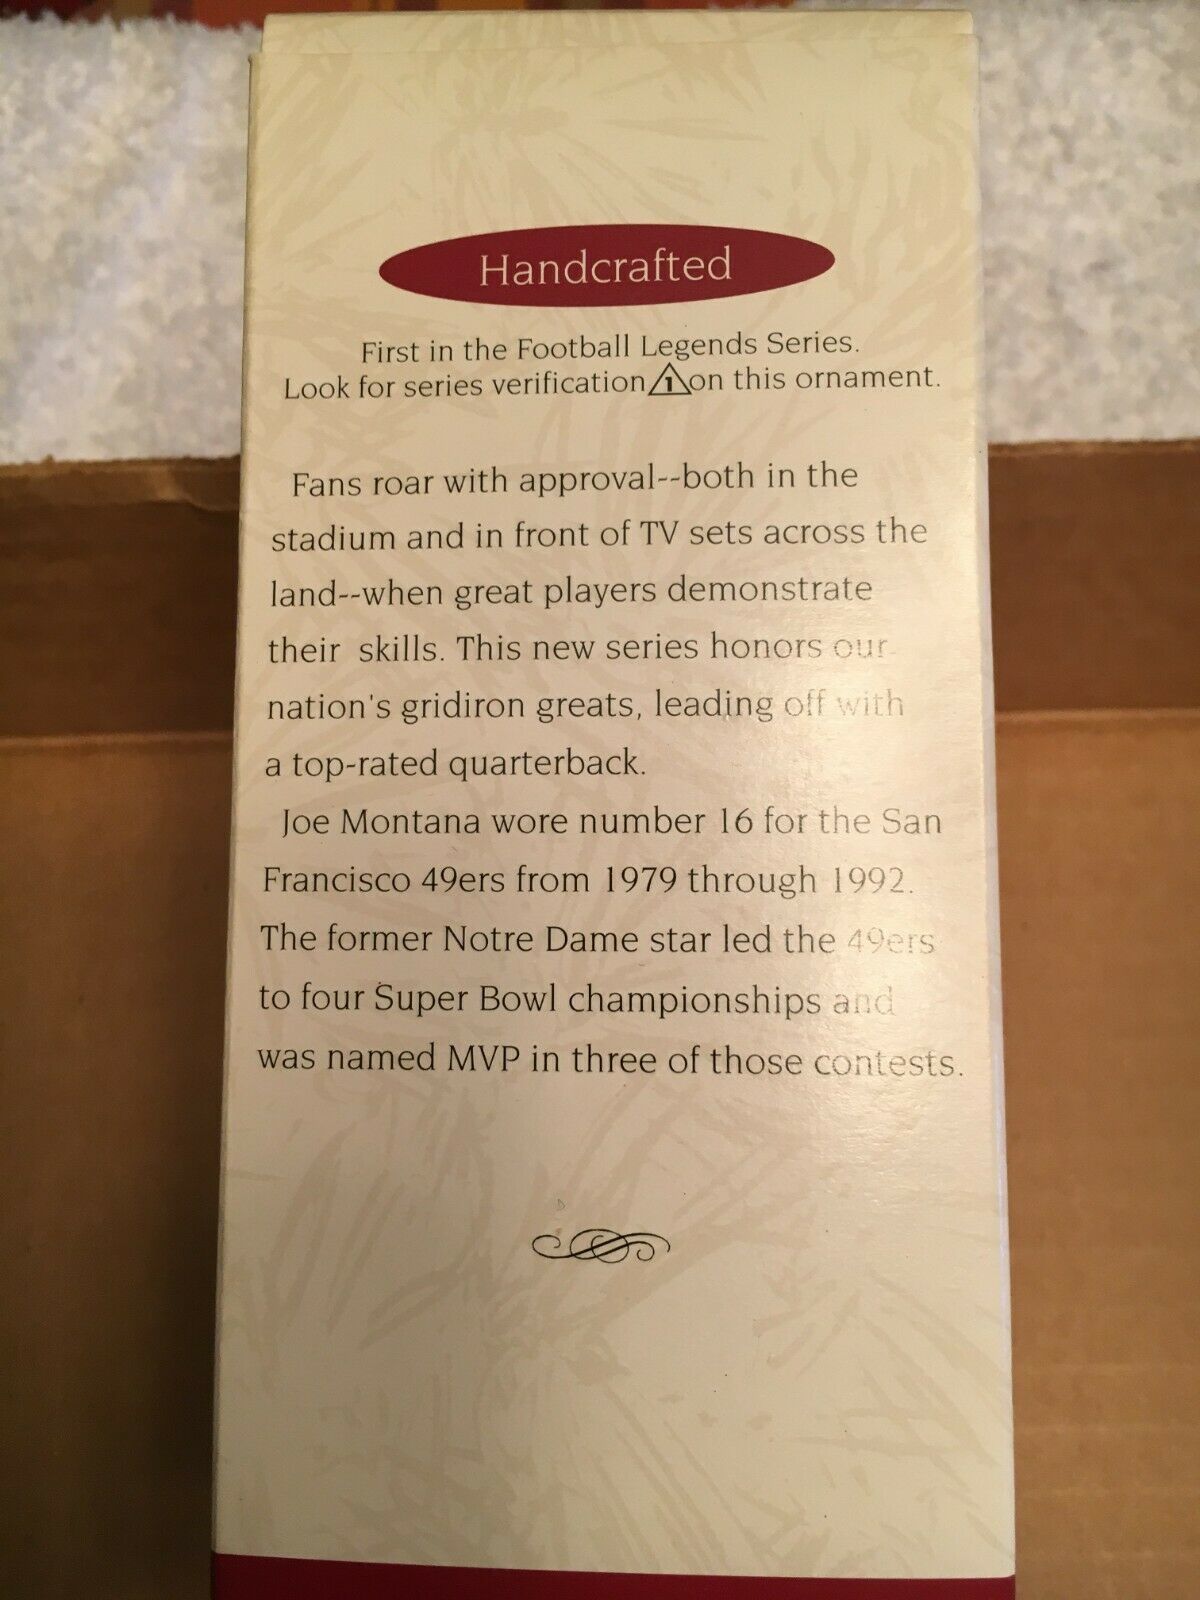 Handcrafted
First in the Football Legends Series.
Look for series verification 1 on this ornament.
Fans roar with approval--both in the
stadium and in front of TV sets across the
land--when great players demonstrate
their skills. This new series honors our
nation's gridiron greats, leading off with
a top-rated quarterback.
Joe Montana wore number 16 for the San
Francisco 49ers from 1979 through 1992.
The former Notre Dame star led the 49ers
to four Super Bowl championships and
was named MVP in three of those contests.